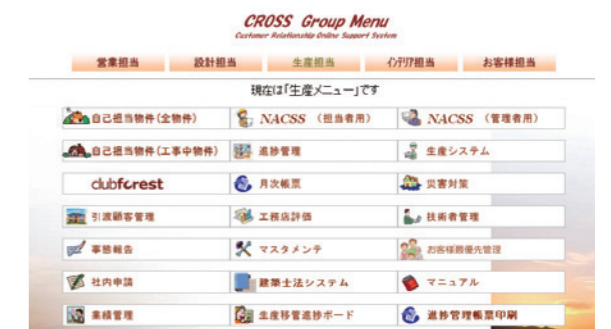 CROSS Group Menu
Customer Relationship Online Support System
営業担当 設計担当 生産担当 インテリア担当 お客様担当
現在は「生産メニュー」です
自己担当物件(全物件) NACSS (担当者用) NACSS (管理者用)
自己担当物件(工事中物件) 進捗管理 生産システム
clubforest 月次帳票 災害対策
引渡顧客管理 工務店評価 技術者管理
事態報告 マスタメンテ お客様最優先管理
社内申請 建築士法システム マニュアル
業績管理 生産移管進捗ボード 進捗管理帳票印刷